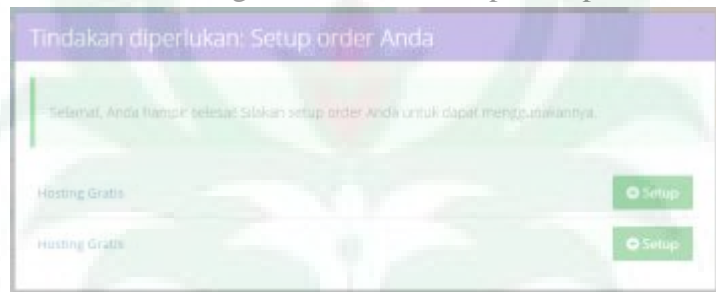 Tindakan diperlukan: Setup order Anda
Selamat, Anda hampir selesai! Silakan setup order Anda untuk dapat menggunakannya.
Hosting Gratis
Setup
Hosting Gratis
Setup